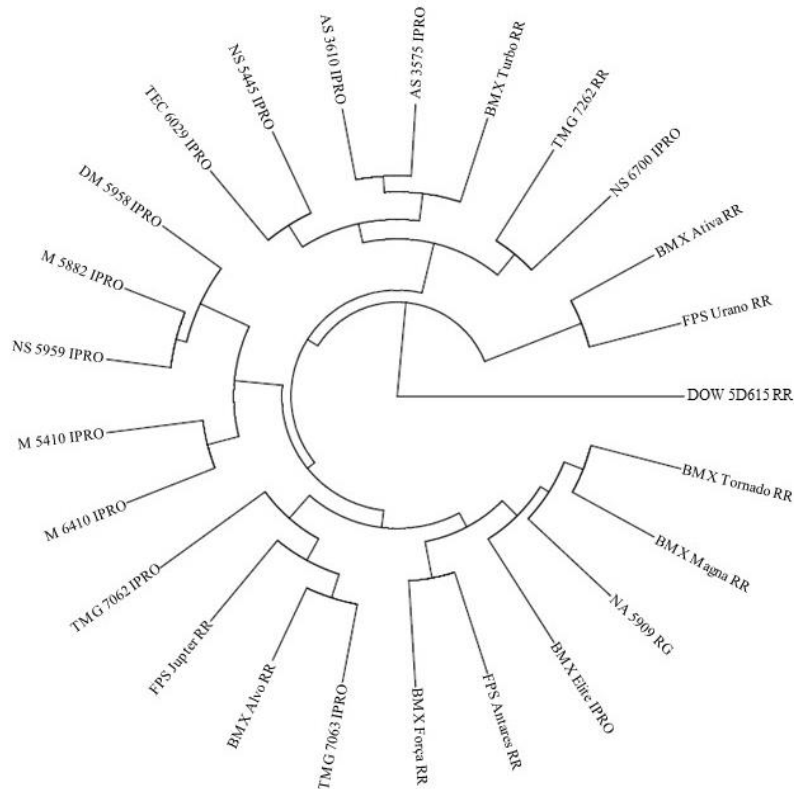 AS 3610 IPRO
AS 3575 IPRO
BMX Turbo RR
TMG 7262 RR
NS 6700 IPRO
BMX Ativa RR
FPS Urano RR
DOW 5D615 RR
BMX Tornado RR
BMX Magna RR
NA 5909 RG
BMX Elite IPRO
FPS Antares RR
BMX Força RR
TMG 7063 IPRO
BMX Alvo RR
FPS Jupter RR
TMG 7062 IPRO
M 6410 IPRO
M 5410 IPRO
NS 5959 IPRO
M 5882 IPRO
DM 5958 IPRO
TEC 6029 IPRO
NS 5445 IPRO